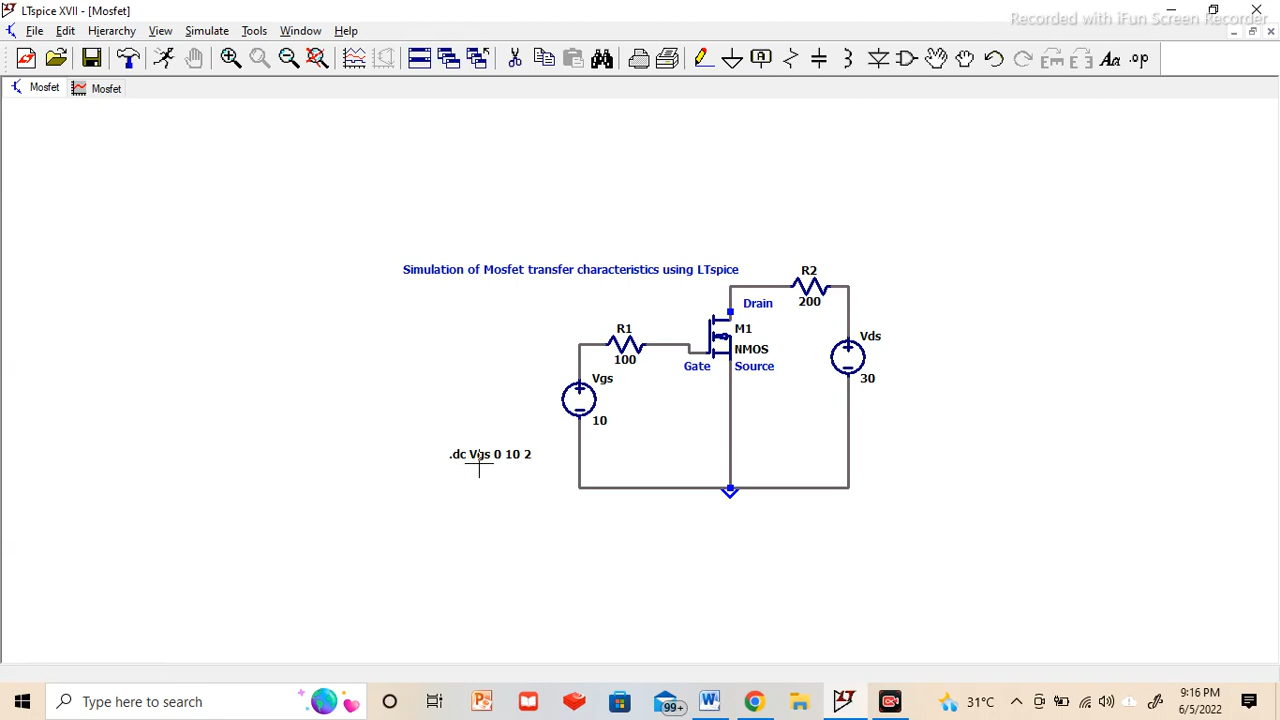 LTspice XVII - [Mosfet]
Recorded with iFun Screen Recorder
File Edit Hierarchy View Simulate Tools Window Help
Aa .op
Mosfet Mosfet
Simulation of Mosfet transfer characteristics using LTspice
R2
200
Drain
R1
100
M1
NMOS
Gate Source
Vds
30
Vgs
10
.dc Vgs 0 10 2
Type here to search
99+
31°C
9:16 PM
6/5/2022